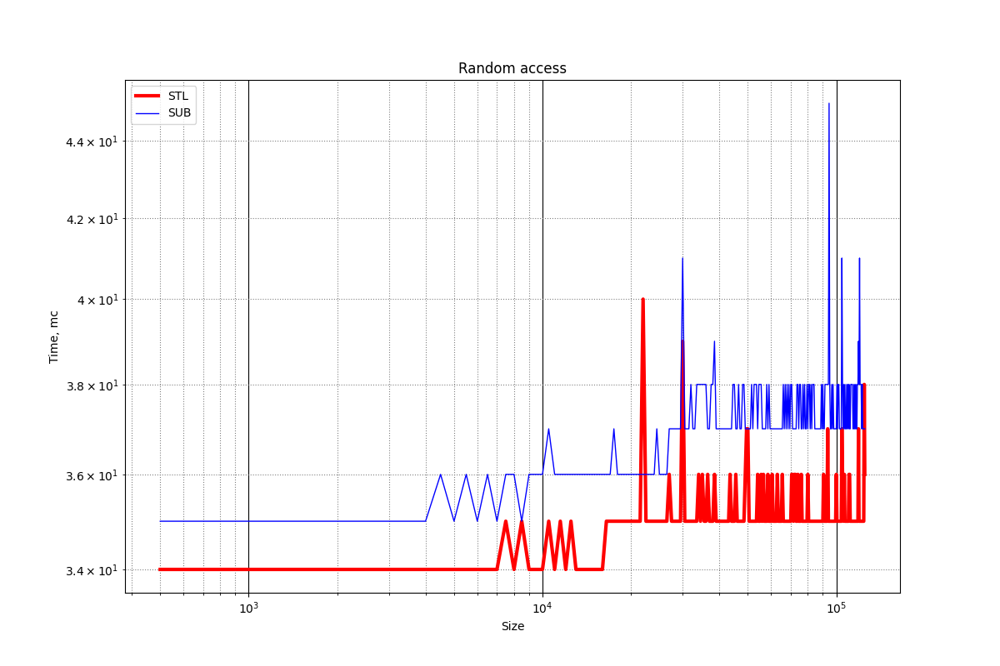 Random access
STL
SUB
4.4 × 10¹
4.2 × 10¹
4 × 10¹
3.8 × 10¹
3.6 × 10¹
3.4 × 10¹
Time, mc
10³ 10⁴ 10⁵
Size